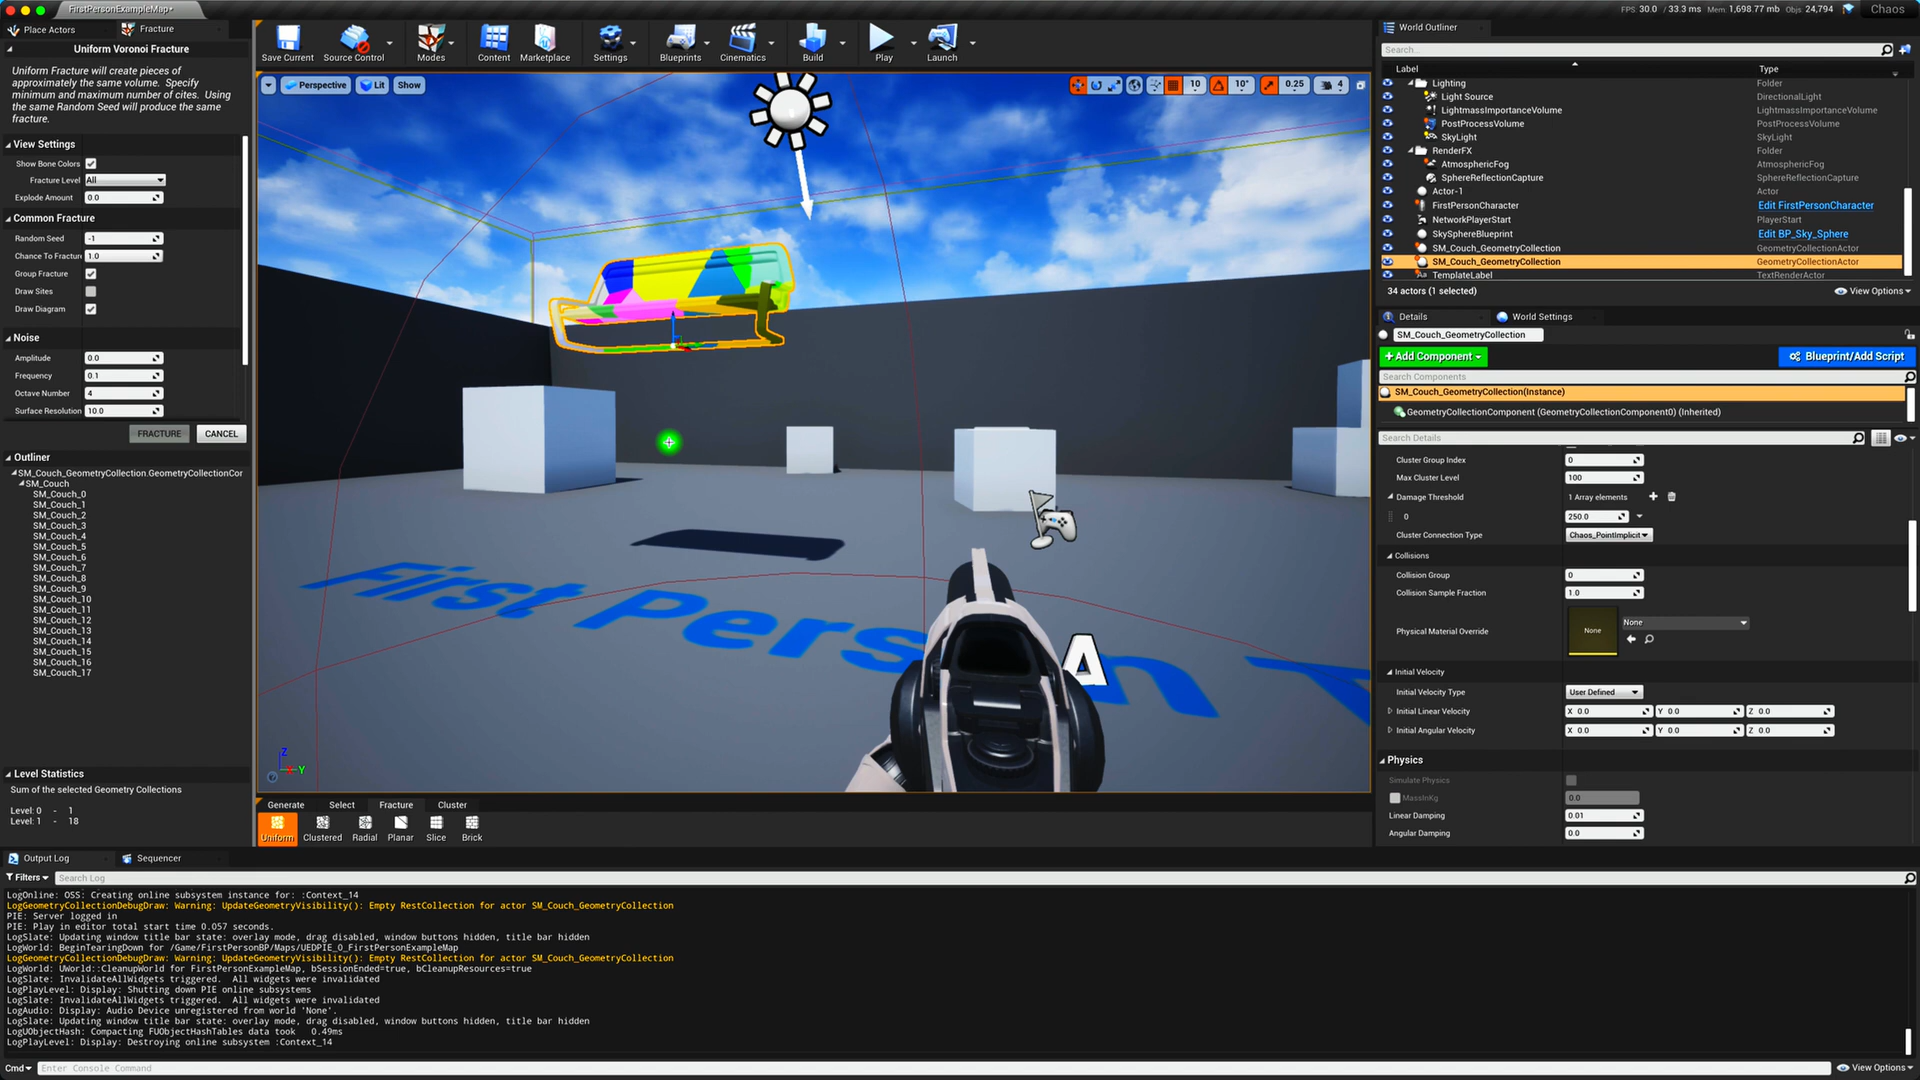 FirstPersonExampleMap*
FPS: 30.0 / 33.3 ms Mem: 1,698.77 mb Objs: 24,794
Chaos
Place Actors
Fracture
Uniform Voronoi Fracture
Uniform Fracture will create pieces of
approximately the same volume. Specify
minimum and maximum number of cites. Using
the same Random Seed will produce the same
fracture.
View Settings
Show Bone Colors
Fracture Level All
Explode Amount 0.0
Common Fracture
Random Seed -1
Chance To Fracture 1.0
Group Fracture
Draw Sites
Draw Diagram
Noise
Amplitude 0.0
Frequency 0.1
Octave Number 4
Surface Resolution 10.0
FRACTURE
CANCEL
Outliner
SM_Couch_GeometryCollection.GeometryCollectionCor
SM_Couch
SM_Couch_0
SM_Couch_1
SM_Couch_2
SM_Couch_3
SM_Couch_4
SM_Couch_5
SM_Couch_6
SM_Couch_7
SM_Couch_8
SM_Couch_9
SM_Couch_10
SM_Couch_11
SM_Couch_12
SM_Couch_13
SM_Couch_14
SM_Couch_15
SM_Couch_16
SM_Couch_17
Level Statistics
Sum of the selected Geometry Collections
Level: 0 - 1
Level: 1 - 18
Save Current
Source Control
Modes
Content
Marketplace
Settings
Blueprints
Cinematics
Build
Play
Launch
Perspective
Lit
Show
10
10°
0.25
4
First Person T
A
Z
Y
Generate
Select
Fracture
Cluster
Uniform
Clustered
Radial
Planar
Slice
Brick
World Outliner
Search...
Label
Type
Lighting Folder
Light Source DirectionalLight
LightmassImportanceVolume LightmassImportanceVolume
PostProcessVolume PostProcessVolume
SkyLight SkyLight
RenderFX Folder
AtmosphericFog AtmosphericFog
SphereReflectionCapture SphereReflectionCapture
Actor-1 Actor
FirstPersonCharacter Edit FirstPersonCharacter
NetworkPlayerStart PlayerStart
SkySphereBlueprint Edit BP_Sky_Sphere
SM_Couch_GeometryCollection GeometryCollectionActor
SM_Couch_GeometryCollection GeometryCollectionActor
TemplateLabel TextRenderActor
34 actors (1 selected)
View Options
Details
World Settings
SM_Couch_GeometryCollection
+Add Component
Blueprint/Add Script
Search Components
SM_Couch_GeometryCollection(Instance)
GeometryCollectionComponent (GeometryCollectionComponent0) (Inherited)
Search Details
Cluster Group Index 0
Max Cluster Level 100
Damage Threshold 1 Array elements
0 250.0
Cluster Connection Type Chaos_PointImplicit
Collisions
Collision Group 0
Collision Sample Fraction 1.0
Physical Material Override None None
Initial Velocity
Initial Velocity Type User Defined
Initial Linear Velocity X 0.0 Y 0.0 Z 0.0
Initial Angular Velocity X 0.0 Y 0.0 Z 0.0
Physics
Simulate Physics
MassInKg 0.0
Linear Damping 0.01
Angular Damping 0.0
Output Log
Sequencer
Filters
Search Log
LogOnline: OSS: Creating online subsystem instance for: :Context_14
LogGeometryCollectionDebugDraw: Warning: UpdateGeometryVisibility(): Empty RestCollection for actor SM_Couch_GeometryCollection
PIE: Server logged in
PIE: Play in editor total start time 0.057 seconds.
LogSlate: Updating window title bar state: overlay mode, drag disabled, window buttons hidden, title bar hidden
LogWorld: BeginTearingDown for /Game/FirstPersonBP/Maps/UEDPIE_0_FirstPersonExampleMap
LogGeometryCollectionDebugDraw: Warning: UpdateGeometryVisibility(): Empty RestCollection for actor SM_Couch_GeometryCollection
LogWorld: UWorld::CleanupWorld for FirstPersonExampleMap, bSessionEnded=true, bCleanupResources=true
LogSlate: InvalidateAllWidgets triggered. All widgets were invalidated
LogPlayLevel: Display: Shutting down PIE online subsystems
LogSlate: InvalidateAllWidgets triggered. All widgets were invalidated
LogAudio: Display: Audio Device unregistered from world 'None'.
LogSlate: Updating window title bar state: overlay mode, drag disabled, window buttons hidden, title bar hidden
LogUObjectHash: Compacting FUObjectHashTables data took 0.49ms
LogPlayLevel: Display: Destroying online subsystem :Context_14
Cmd
Enter Console Command
View Options